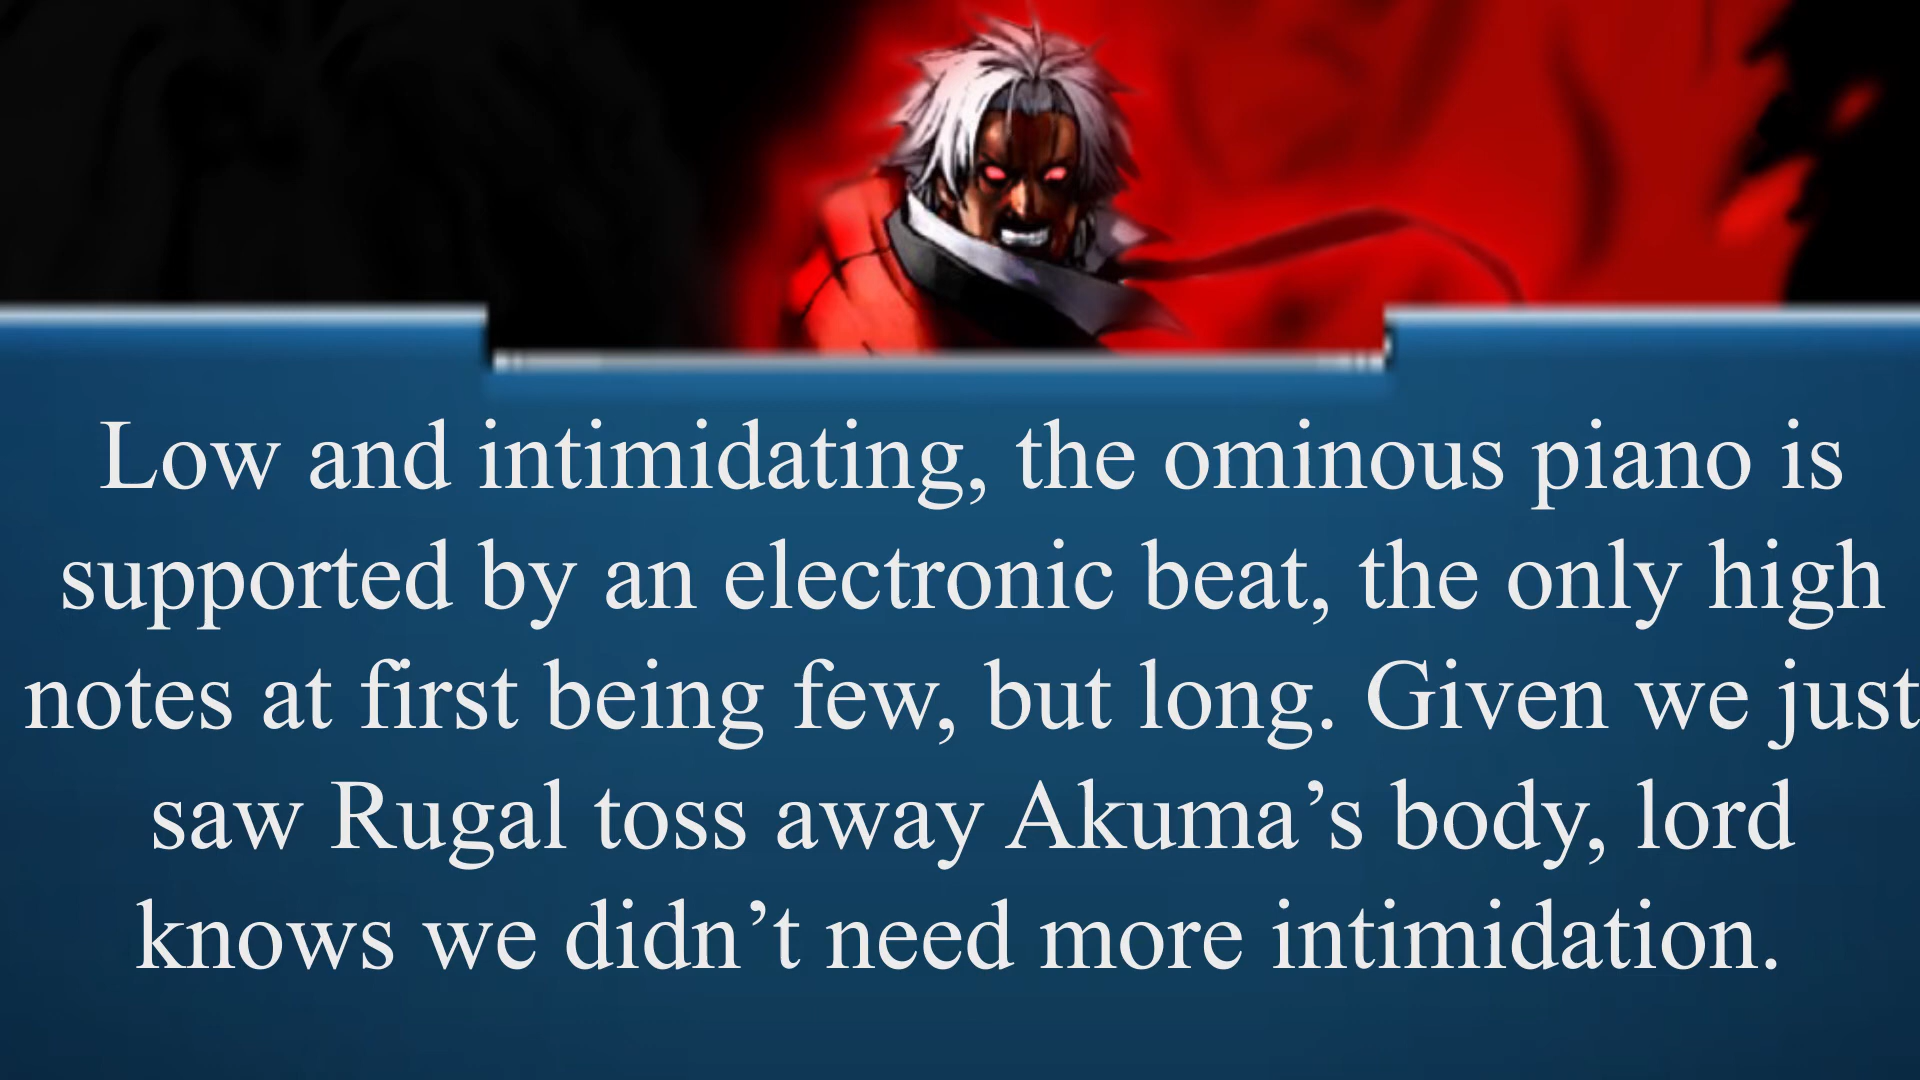 Low and intimidating, the ominous piano is
supported by an electronic beat, the only high
notes at first being few, but long. Given we just
saw Rugal toss away Akuma’s body, lord
knows we didn’t need more intimidation.